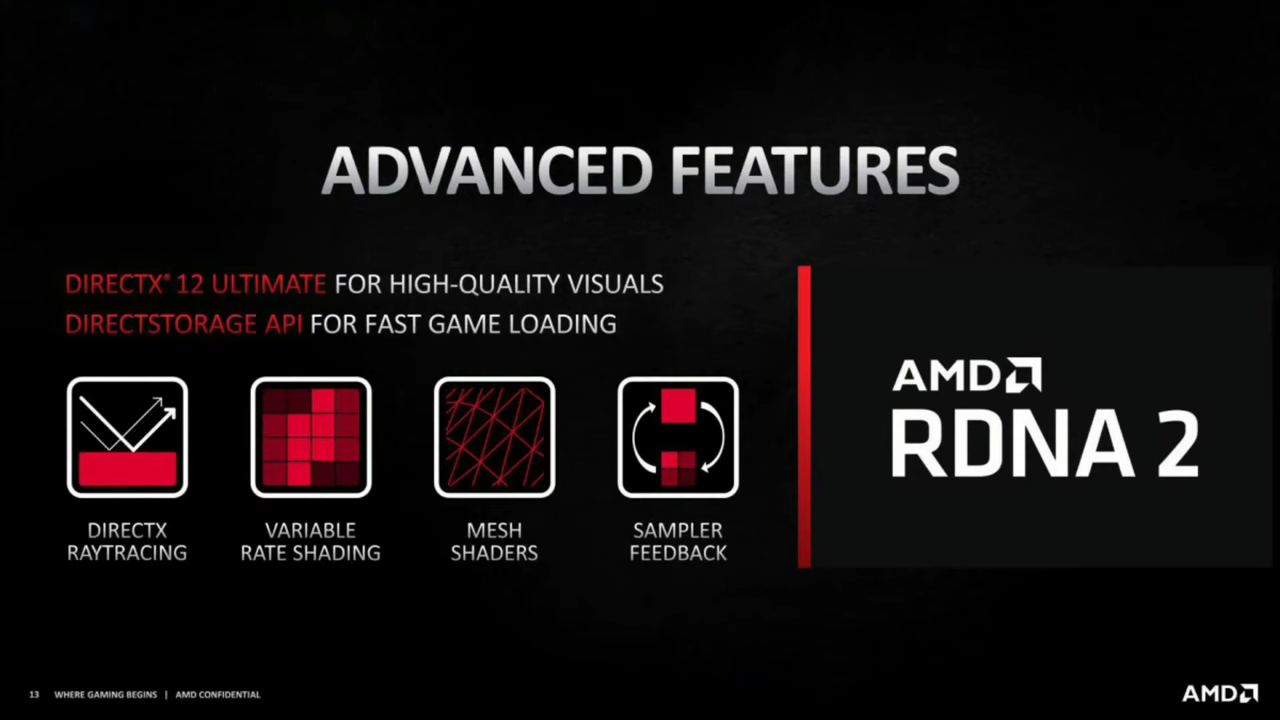 ADVANCED FEATURES
DIRECTX® 12 ULTIMATE FOR HIGH-QUALITY VISUALS
DIRECTSTORAGE API FOR FAST GAME LOADING
DIRECTX
RAYTRACING
VARIABLE
RATE SHADING
MESH
SHADERS
SAMPLER
FEEDBACK
AMD
RDNA 2
13 WHERE GAMING BEGINS | AMD CONFIDENTIAL
AMD